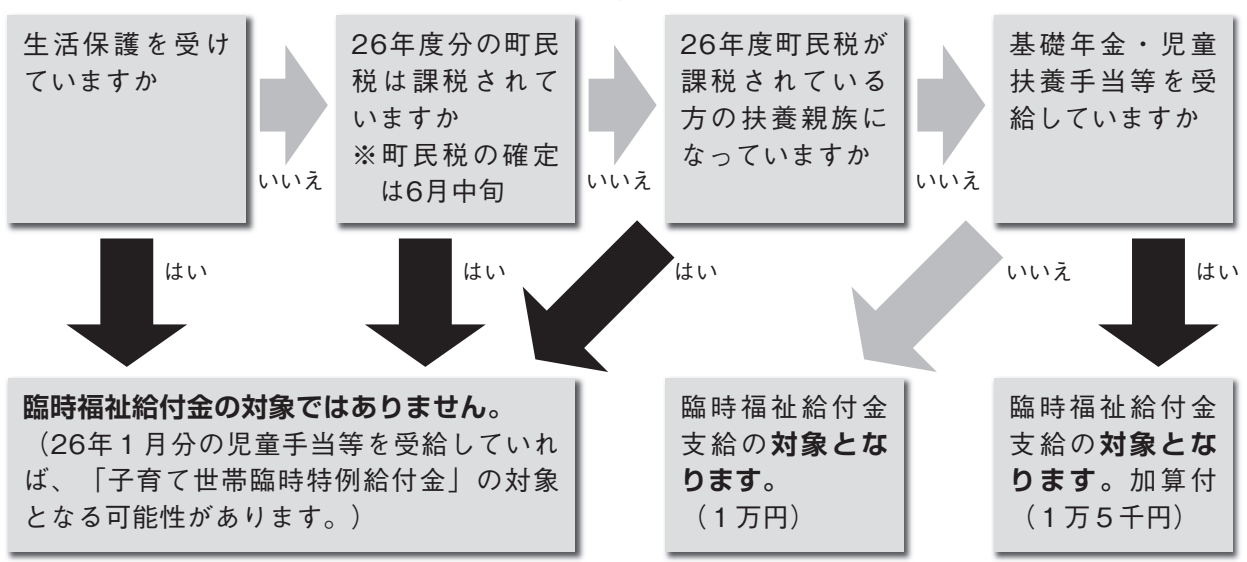 生活保護を受け
ていますか
いいえ
はい
26年度分の町民
税は課税されて
いますか
※町民税の確定
は6月中旬
いいえ
はい
26年度町民税が
課税されている
方の扶養親族に
なっていますか
いいえ
はい
基礎年金・児童
扶養手当等を受
給していますか
いいえ
はい
臨時福祉給付金の対象ではありません。
（26年１月分の児童手当等を受給していれ
ば、「子育て世帯臨時特例給付金」の対象
となる可能性があります。）
臨時福祉給付金
支給の対象とな
ります。
（１万円）
臨時福祉給付金
支給の対象とな
ります。加算付
（１万５千円）